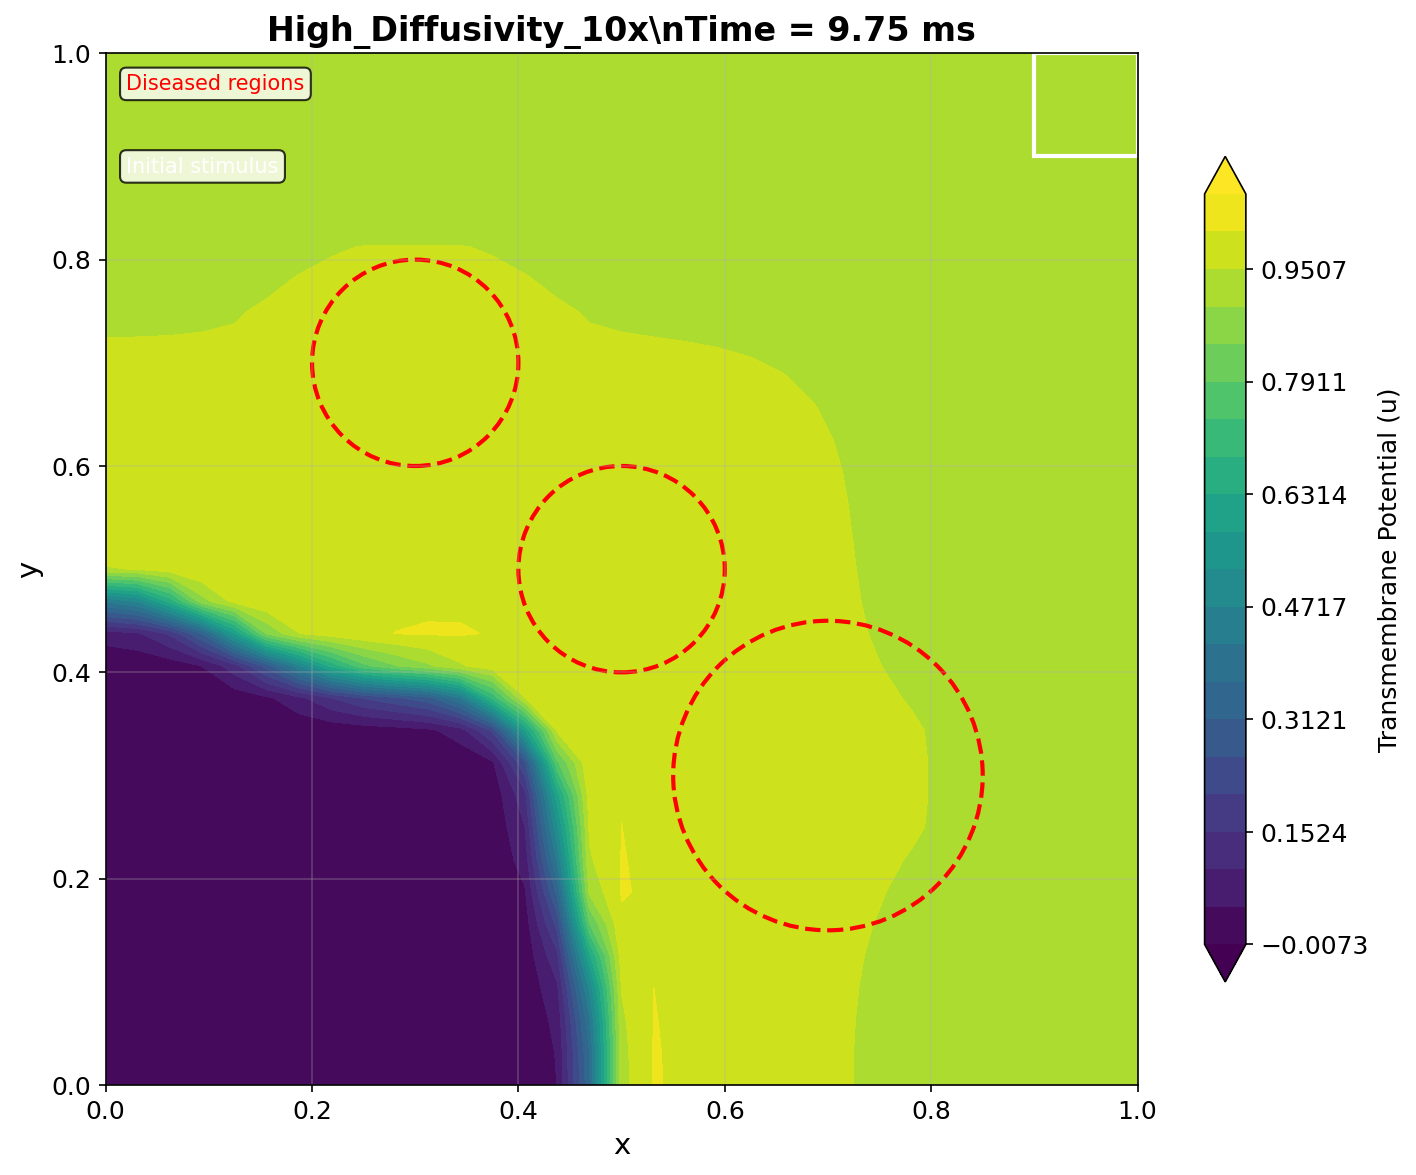 High_Diffusivity_10x\nTime = 9.75 ms
Diseased regions
Initial stimulus
1.0
0.8
0.6
0.4
0.2
0.0
y
0.0 0.2 0.4 0.6 0.8 1.0
x
0.9507
0.7911
0.6314
0.4717
0.3121
0.1524
−0.0073
Transmembrane Potential (u)